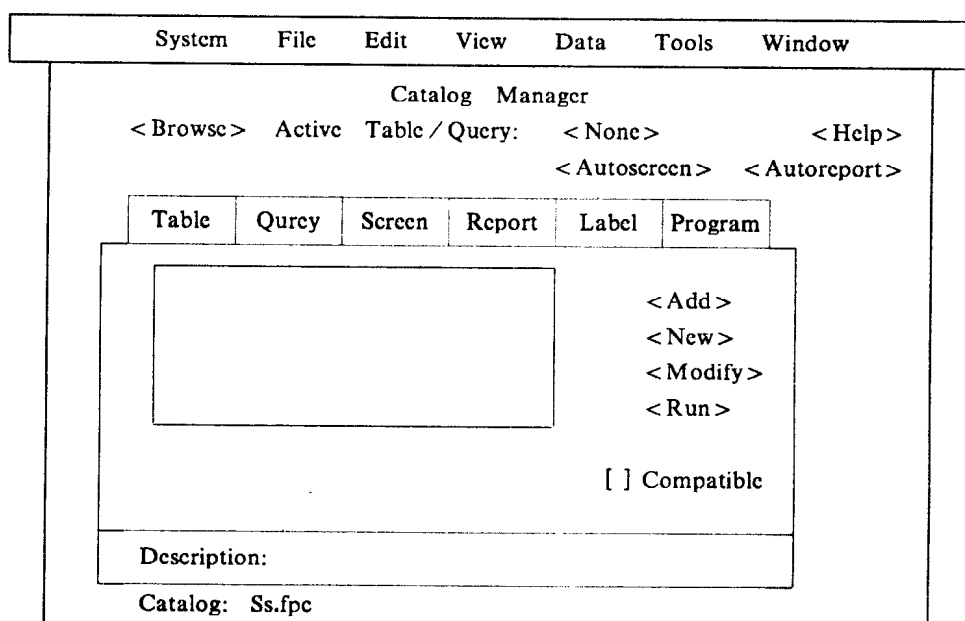 System File Edit View Data Tools Window
Catalog Manager
<Browse> Active Table／Query: <None> <Help>
<Autoscreen> <Autoreport>
Table Qurey Screen Report Label Program
<Add>
<New>
<Modify>
<Run>
[ ] Compatible
Description:
Catalog: Ss.fpc